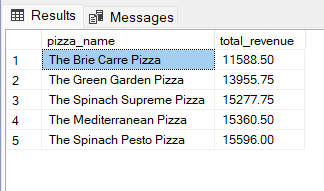 Results Messages
pizza_name total_revenue
1 The Brie Carre Pizza 11588.50
2 The Green Garden Pizza 13955.75
3 The Spinach Supreme Pizza 15277.75
4 The Mediterranean Pizza 15360.50
5 The Spinach Pesto Pizza 15596.00